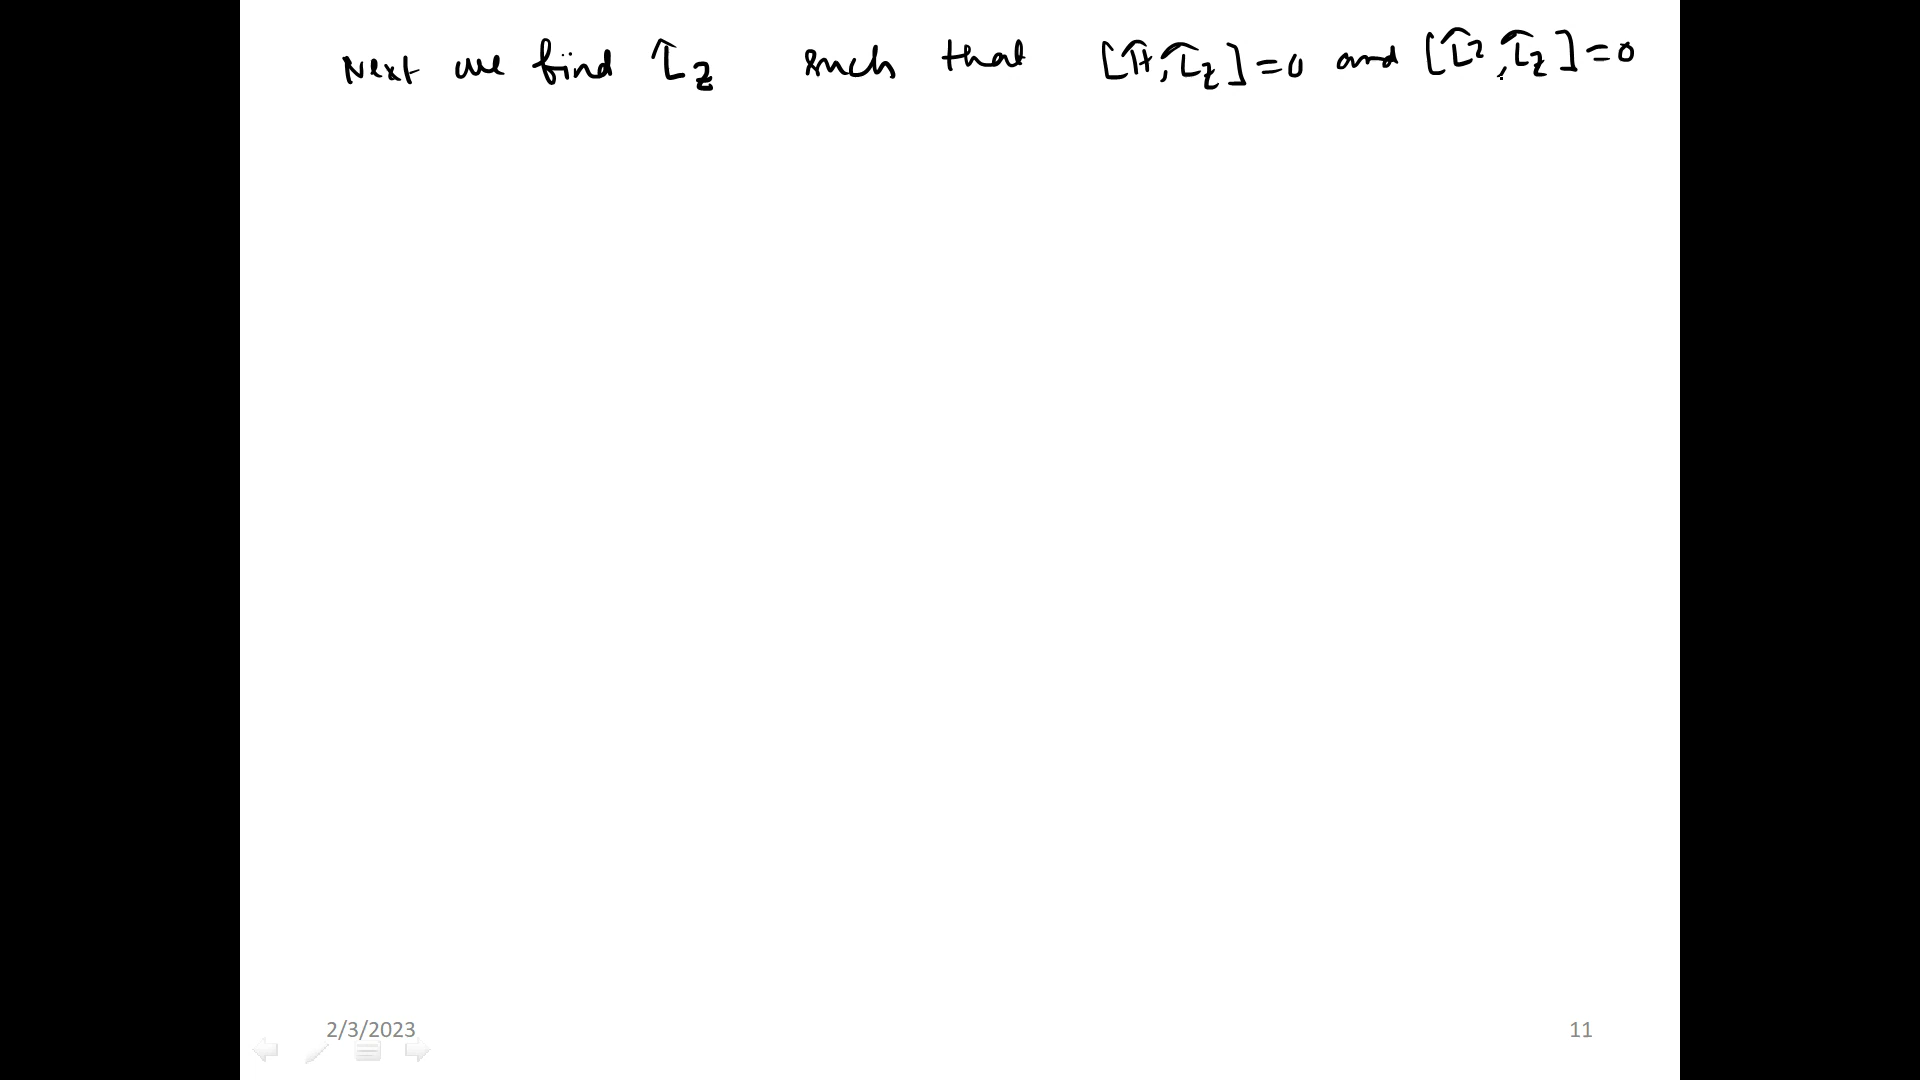 Next we find L̂z such that [Ĥ, L̂z] = 0 and [L̂², L̂z] = 0
2/3/2023
11